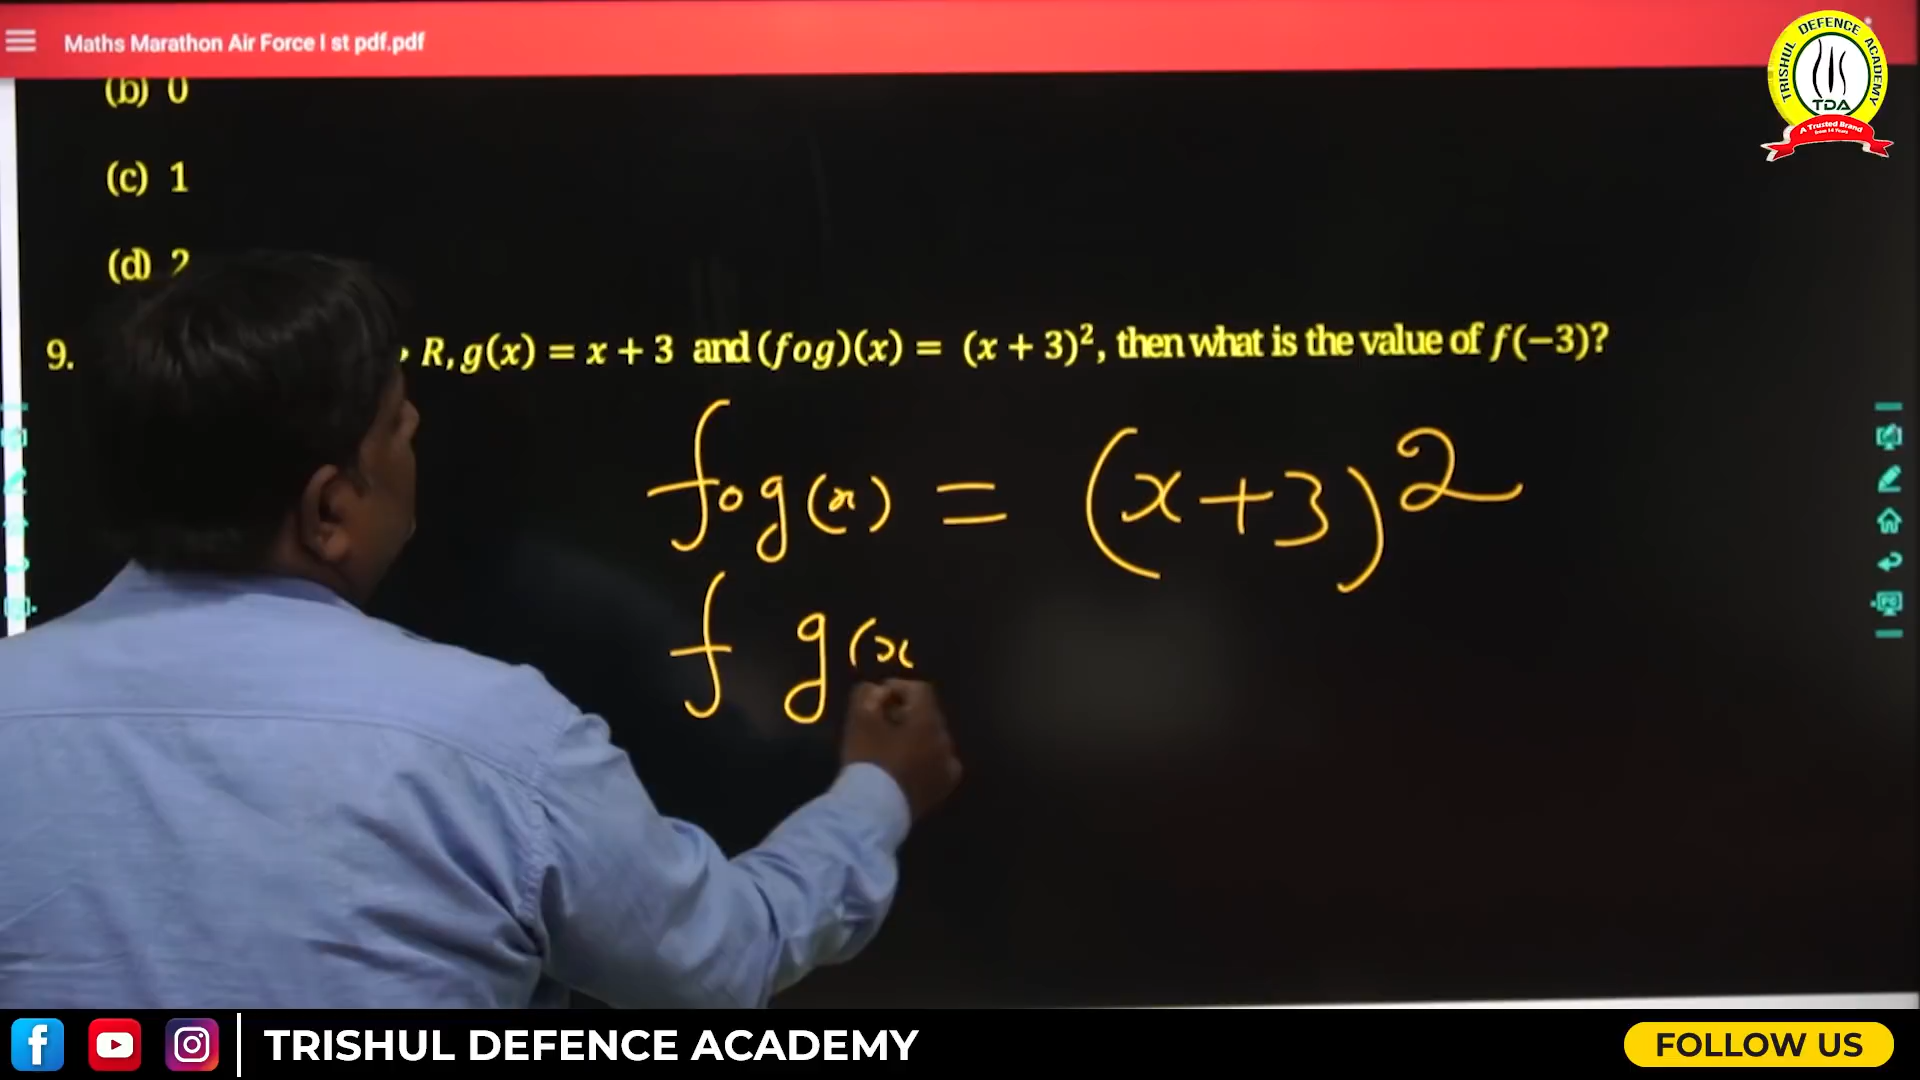 Maths Marathon Air Force I st pdf.pdf
TRISHUL DEFENCE ACADEMY
TDA
A Trusted Brand
(b) 0
(c) 1
(d) 2
9. R, g(x) = x + 3 and (fog)(x) = (x + 3)², then what is the value of f(−3)?
fog(x) = (x+3)²
f g(x
TRISHUL DEFENCE ACADEMY
FOLLOW US